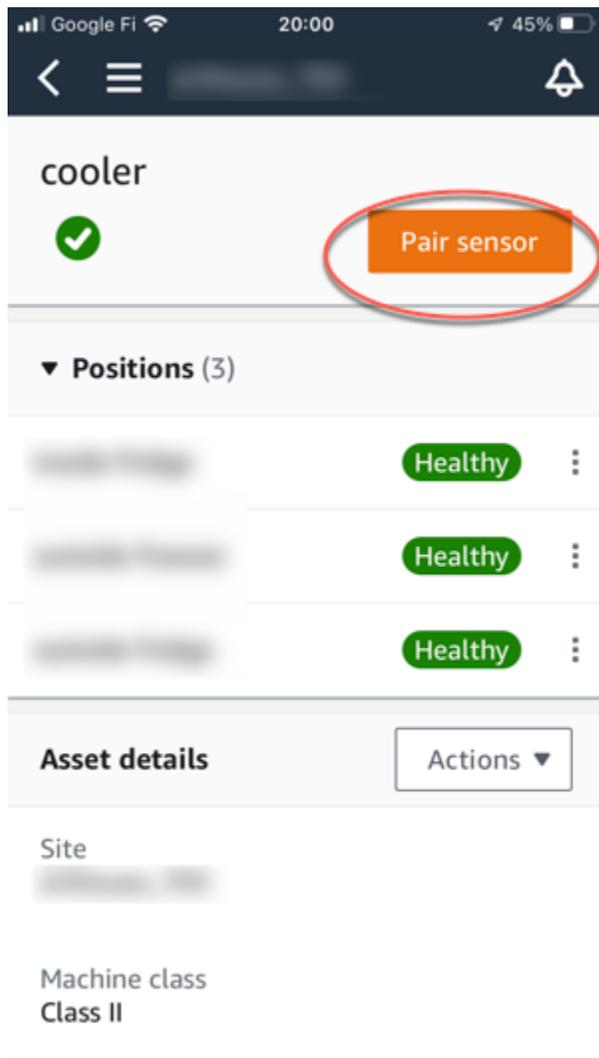 Google Fi 20:00 45%
cooler
Pair sensor
Positions (3)
Healthy
Healthy
Healthy
Asset details Actions
Site
Machine class
Class II